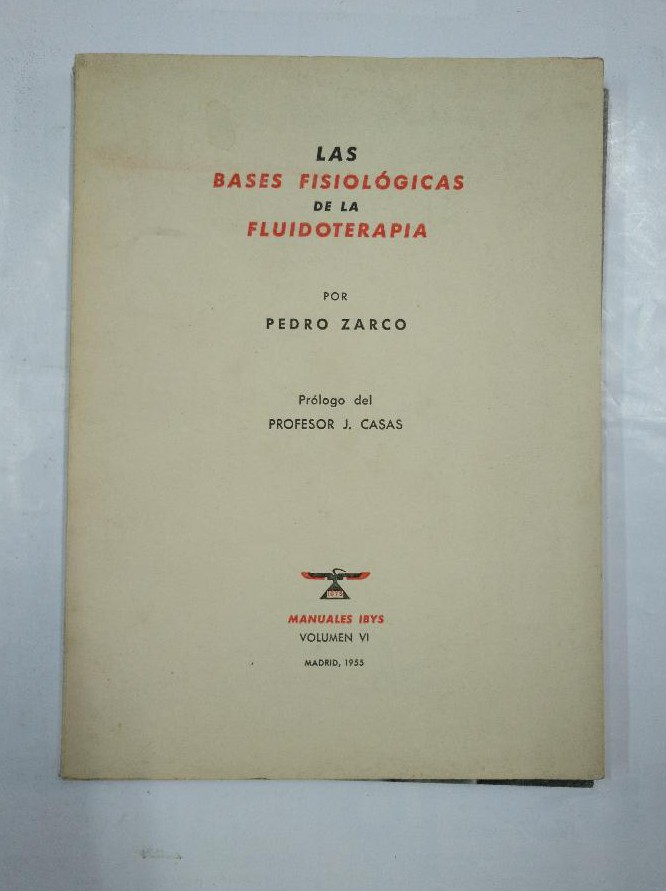 LAS
BASES FISIOLÓGICAS
DE LA
FLUIDOTERAPIA
POR
PEDRO ZARCO
Prólogo del
PROFESOR J. CASAS
IBYS
MANUALES IBYS
VOLUMEN VI
MADRID, 1955